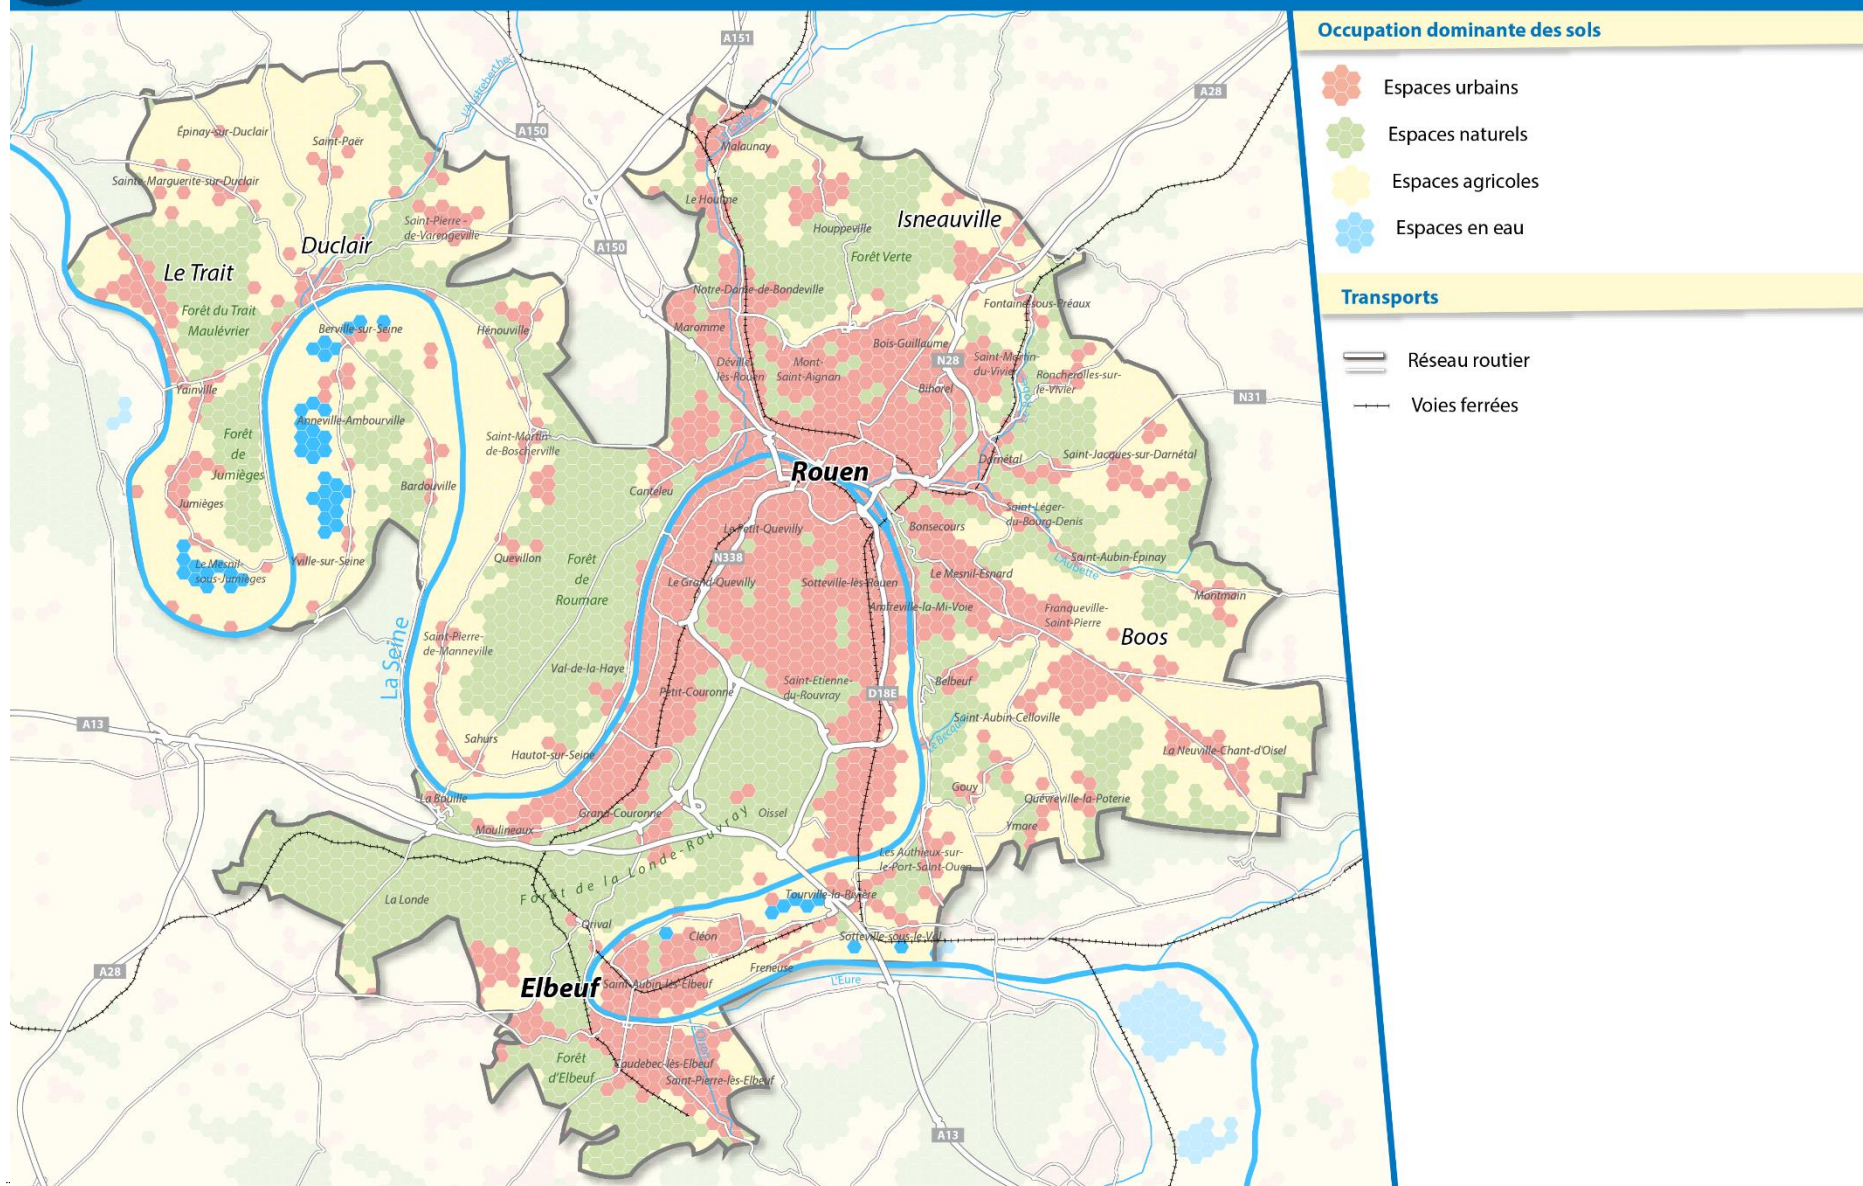 Occupation dominante des sols
Espaces urbains
Espaces naturels
Espaces agricoles
Espaces en eau
Transports
Réseau routier
Voies ferrées
A151
A28
L'Austreberthe
A150
Épinay-sur-Duclair
Saint-Paër
Malaunay
Sainte-Marguerite-sur-Duclair
Le Houlme
Saint-Pierre-
de-Varengeville
Isneauville
Houppeville
Duclair
A150
Forêt Verte
Le Trait
Notre-Dame-de-Bondeville
Fontaine-sous-Préaux
Forêt du Trait
Maulévrier
Berville-sur-Seine
Hénouville
Maromme
Bois-Guillaume
Déville
lès-Rouen
Mont-
Saint-Aignan
N28
Saint-Martin-
du-Vivier
Roncherolles-sur-
le-Vivier
Bihorel
Yainville
N31
Anneville-Ambourville
Forêt
de
Jumièges
Saint-Martin
de-Boscherville
Darnétal
Saint-Jacques-sur-Darnétal
Rouen
Bardouville
Canteleu
Jumièges
Saint-Léger-
du-Bourg-Denis
Le Petit-Quevilly
Bonsecours
Quevillon
N338
Saint-Aubin-Épinay
L'Aubette
Le Mesnil-
sous-Jumièges
Yville-sur-Seine
Forêt
de
Roumare
Le Grand-Quevilly
Sotteville-lès-Rouen
Le Mesnil-Esnard
Montmain
Amfreville-la-Mi-Voie
Franqueville-
Saint-Pierre
Boos
La Seine
Saint-Pierre-
de-Manneville
Val-de-la-Haye
Petit-Couronne
Saint-Etienne-
du-Rouvray
D18E
Belbeuf
Saint-Aubin-Celloville
Le Becquet
A13
Sahurs
Hautot-sur-Seine
La Neuville-Chant-d'Oisel
La Bouille
Gouy
Quévreville-la-Poterie
Moulineaux
Grand-Couronne
Oissel
Ymare
Forêt de la Londe-Rouvray
Les Authieux-sur-
le-Port-Saint-Ouen
La Londe
Tourville-la-Rivière
Orival
Cléon
Sotteville-sous-le-Val
A28
Freneuse
Elbeuf
Saint-Aubin-lès-Elbeuf
L'Eure
Forêt
d'Elbeuf
Caudebec-lès-Elbeuf
Saint-Pierre-lès-Elbeuf
A13